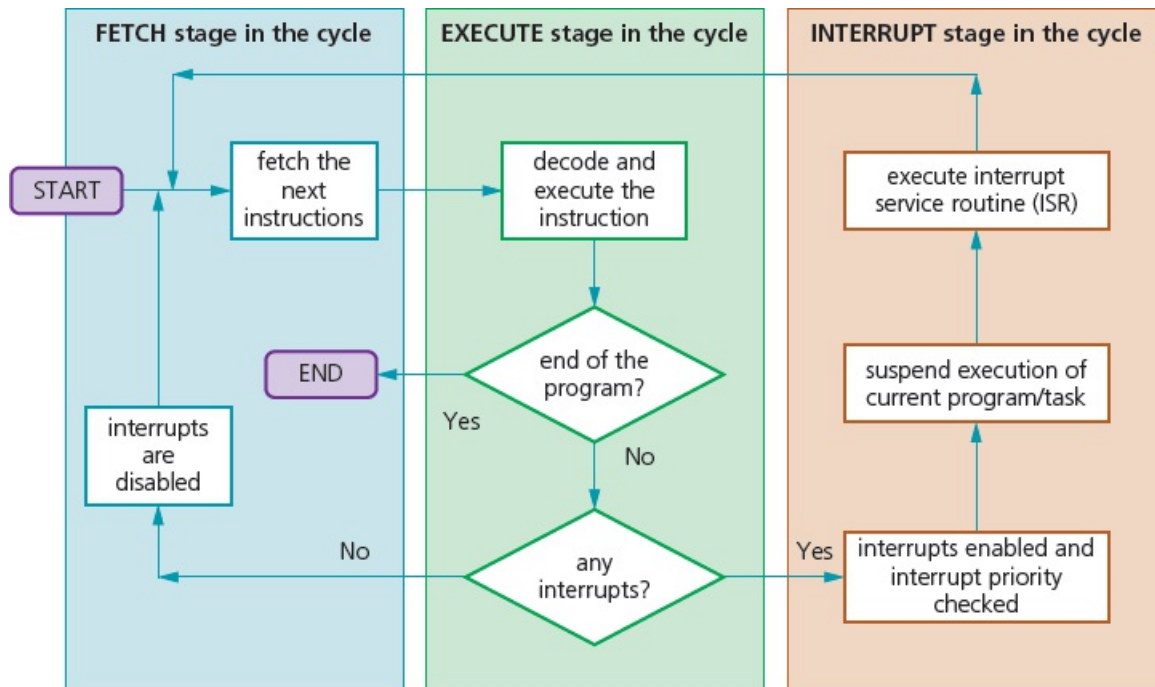 FETCH stage in the cycle
EXECUTE stage in the cycle
INTERRUPT stage in the cycle
START
fetch the
next
instructions
decode and
execute the
instruction
execute interrupt
service routine (ISR)
END
end of the
program?
Yes
No
suspend execution of
current program/task
interrupts
are
disabled
No
any
interrupts?
Yes
interrupts enabled and
interrupt priority
checked